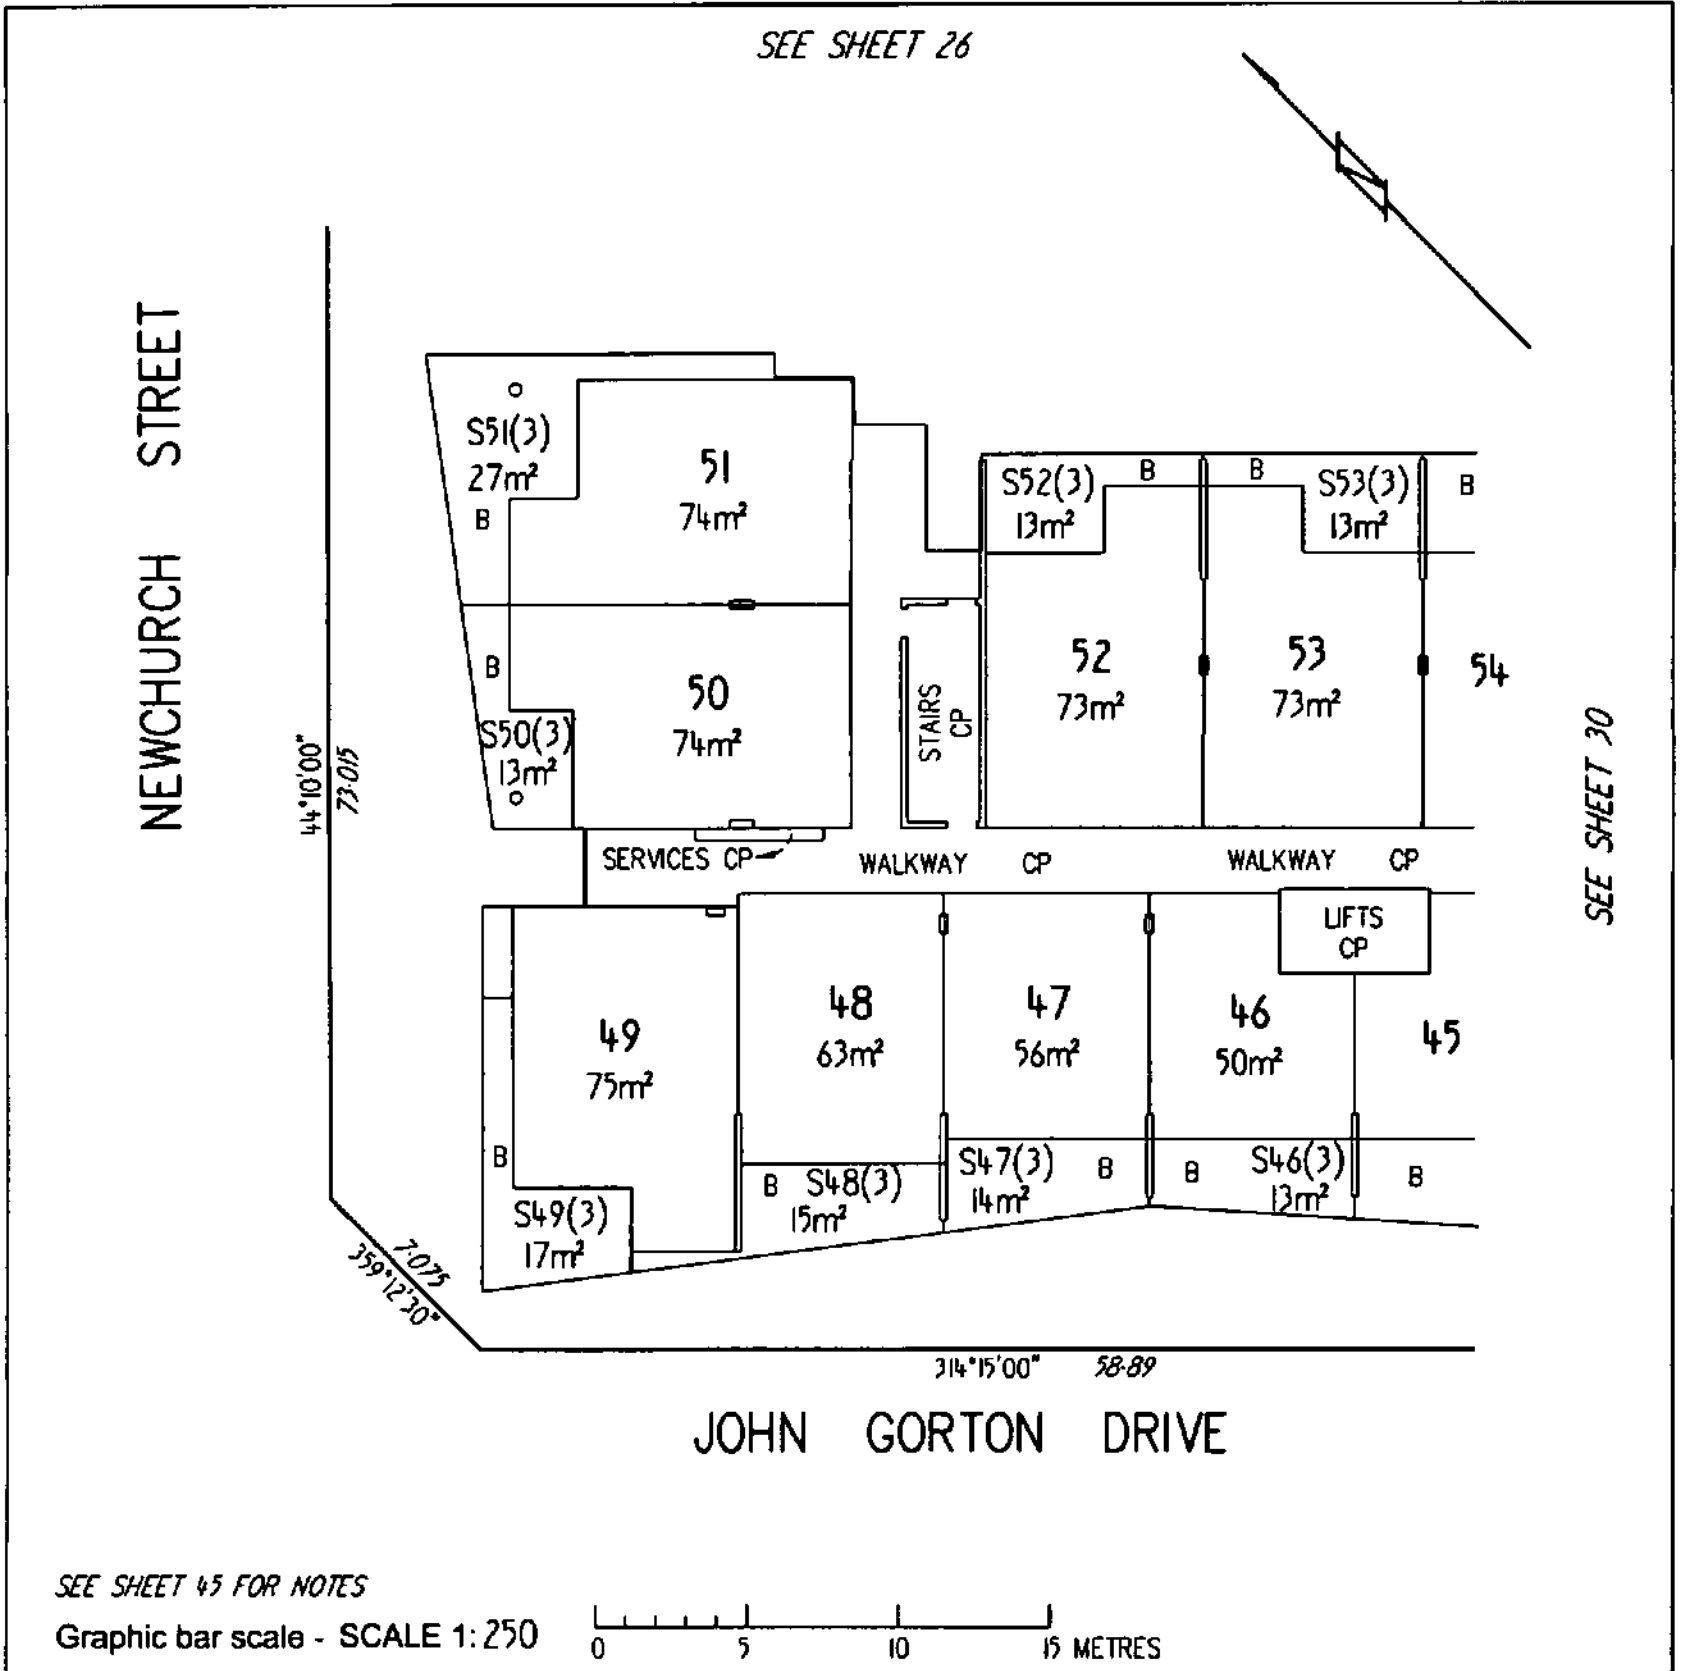 SEE SHEET 26
NEWCHURCH STREET
44°10'00"
73·015
S51(3)
27m²
B
51
74m²
B
50
74m²
S50(3)
13m²
STAIRS
CP
S52(3)
13m²
B
B
S53(3)
13m²
B
52
73m²
53
73m²
54
SEE SHEET 30
SERVICES CP
WALKWAY CP
WALKWAY CP
LIFTS
CP
49
75m²
48
63m²
47
56m²
46
50m²
45
B
S49(3)
17m²
B S48(3)
15m²
S47(3) B
14m²
B S46(3)
13m²
B
7·075
359°12'30"
314°15'00" 58·89
JOHN GORTON DRIVE
SEE SHEET 45 FOR NOTES
Graphic bar scale - SCALE 1:250
0 5 10 15 METRES